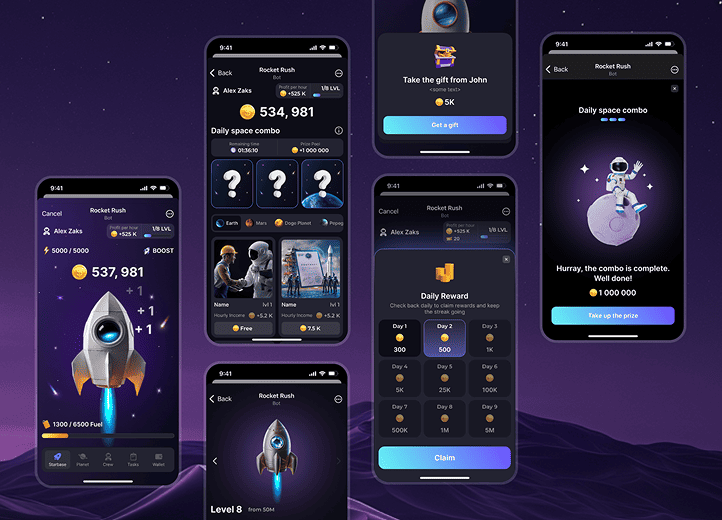 9:41
Cancel
Rocket Rush
Bot
Alex Zaks
Profit per hour
+525 K
1/8 LVL
5000 / 5000
BOOST
537, 981
+ 1
+ 1
+ 1
1300 / 6500 Fuel
Starbase
Planet
Crew
Tasks
Wallet
9:41
Back
Rocket Rush
Bot
Alex Zaks
Profit per hour
+525 K
1/8 LVL
534, 981
Daily space combo
Remaining time
01:36:10
Prize Pool
+1 000 000
? ? ?
Earth
Mars
Doge Planet
Name
lvl 1
Hourly Income
+5.2 K
Free
Name
lvl 1
Hourly Income
+5.2 K
7.5 K
9:41
Back
Rocket Rush
Bot
Level 8
from 50M
Take the gift from John
<some text>
5K
Get a gift
9:41
Cancel
Rocket Rush
Bot
Alex Zaks
Profit per hour
+525 K
20
1/8 LVL
Daily Reward
Check back daily to claim rewards and keep
the streak going
Day 1
300
Day 2
500
Day 3
1K
Day 4
5K
Day 5
25K
Day 6
100K
Day 7
500K
Day 8
1M
Day 9
5M
Claim
9:41
Back
Rocket Rush
Bot
Daily space combo
Hurray, the combo is complete.
Well done!
1 000 000
Take up the prize